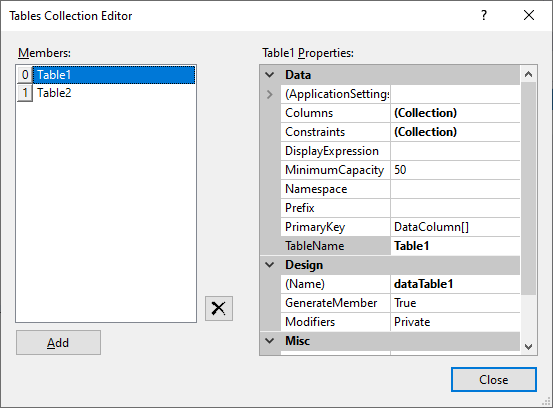 Tables Collection Editor ?
Members:
0 Table1
1 Table2
Add
Table1 Properties:
Data
(ApplicationSettings
Columns (Collection)
Constraints (Collection)
DisplayExpression
MinimumCapacity 50
Namespace
Prefix
PrimaryKey DataColumn[]
TableName Table1
Design
(Name) dataTable1
GenerateMember True
Modifiers Private
Misc
Close